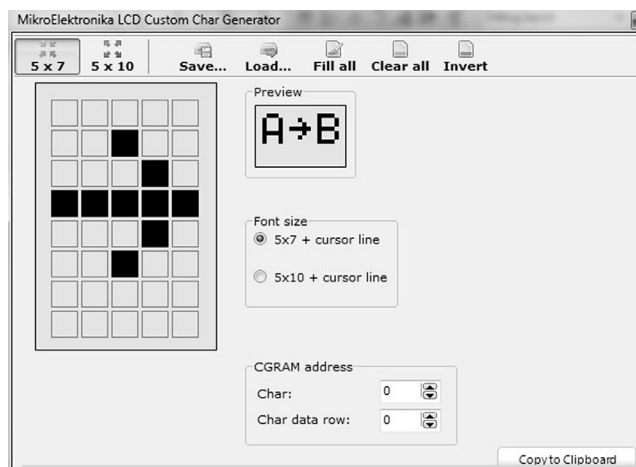 MikroElektronika LCD Custom Char Generator
5 x 7
5 x 10
Save...
Load...
Fill all
Clear all
Invert
Preview
A→B
Font size
5x7 + cursor line
5x10 + cursor line
CGRAM address
Char:
0
Char data row:
0
Copy to Clipboard